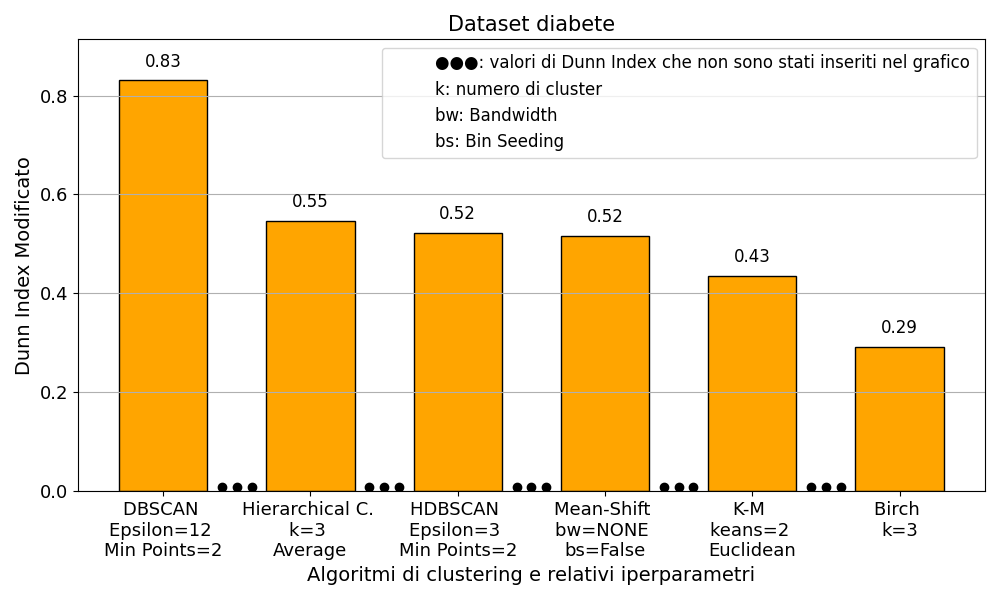 Dataset diabete
●●●: valori di Dunn Index che non sono stati inseriti nel grafico
k: numero di cluster
bw: Bandwidth
bs: Bin Seeding
Dunn Index Modificato
0.8
0.6
0.4
0.2
0.0
0.83
0.55
0.52
0.52
0.43
0.29
DBSCAN
Epsilon=12
Min Points=2
Hierarchical C.
k=3
Average
HDBSCAN
Epsilon=3
Min Points=2
Mean-Shift
bw=NONE
bs=False
K-M
keans=2
Euclidean
Birch
k=3
Algoritmi di clustering e relativi iperparametri